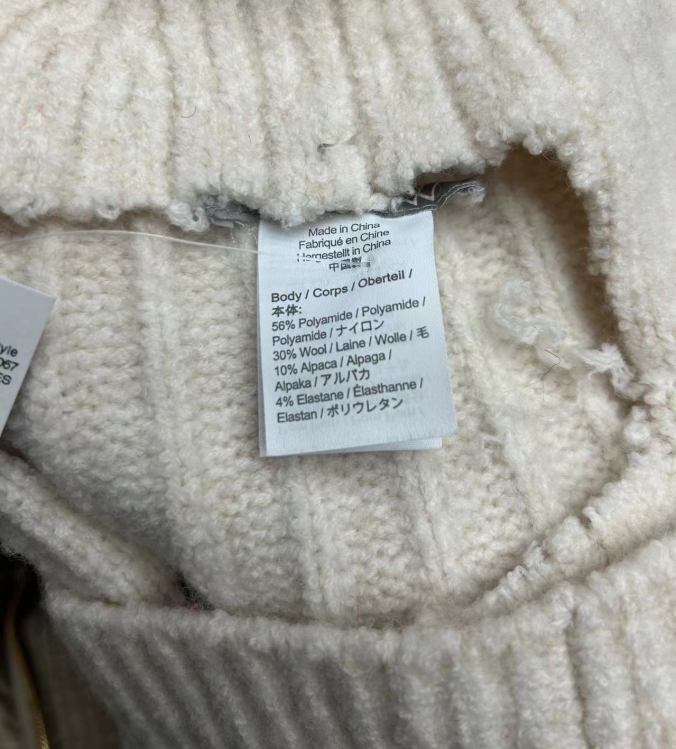 Made in China
Fabriqué en Chine
Hergestellt in China
中国製
Body / Corps / Oberteil /
本体:
56% Polyamide / Polyamide /
Polyamide / ナイロン
30% Wool / Laine / Wolle / 毛
10% Alpaca / Alpaga /
Alpaka / アルパカ
4% Elastane / Élasthanne /
Elastan / ポリウレタン